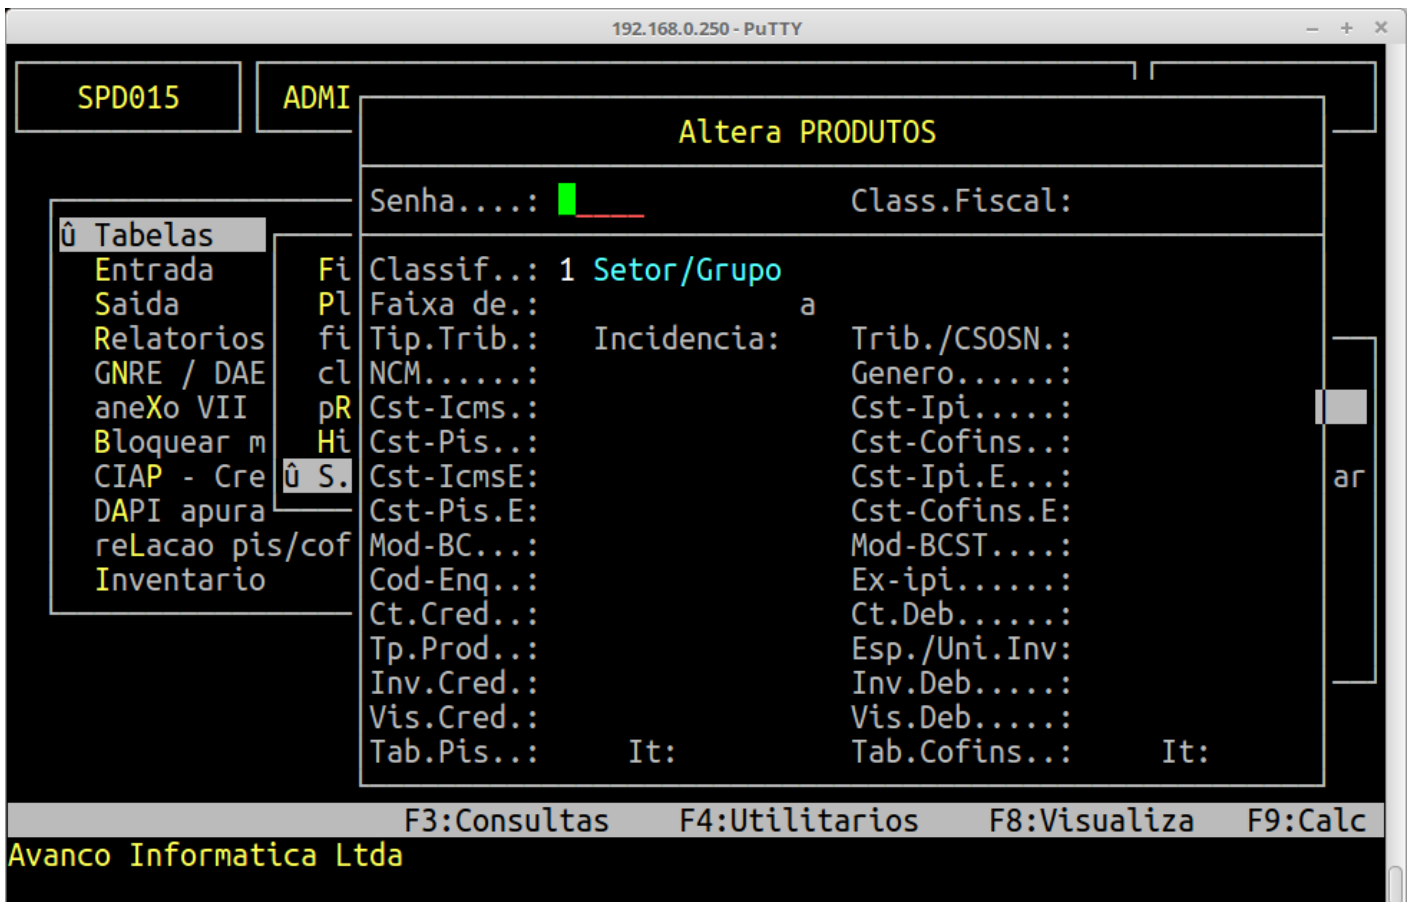 192.168.0.250 - PuTTY
SPD015 ADMI
Altera PRODUTOS
Senha....: Class.Fiscal:
û Tabelas
Entrada Fi Classif..: 1 Setor/Grupo
Saida Pl Faixa de.: a
Relatorios fi Tip.Trib.: Incidencia: Trib./CSOSN.:
GNRE / DAE cl NCM......: Genero......:
aneXo VII pR Cst-Icms.: Cst-Ipi.....:
Bloquear m Hi Cst-Pis..: Cst-Cofins..:
CIAP - Cre û S. Cst-IcmsE: Cst-Ipi.E...: ar
DAPI apura Cst-Pis.E: Cst-Cofins.E:
reLacao pis/cof Mod-BC...: Mod-BCST....:
Inventario Cod-Enq..: Ex-ipi......:
Ct.Cred..: Ct.Deb......:
Tp.Prod..: Esp./Uni.Inv:
Inv.Cred.: Inv.Deb.....:
Vis.Cred.: Vis.Deb.....:
Tab.Pis..: It: Tab.Cofins..: It:
F3:Consultas F4:Utilitarios F8:Visualiza F9:Calc
Avanco Informatica Ltda